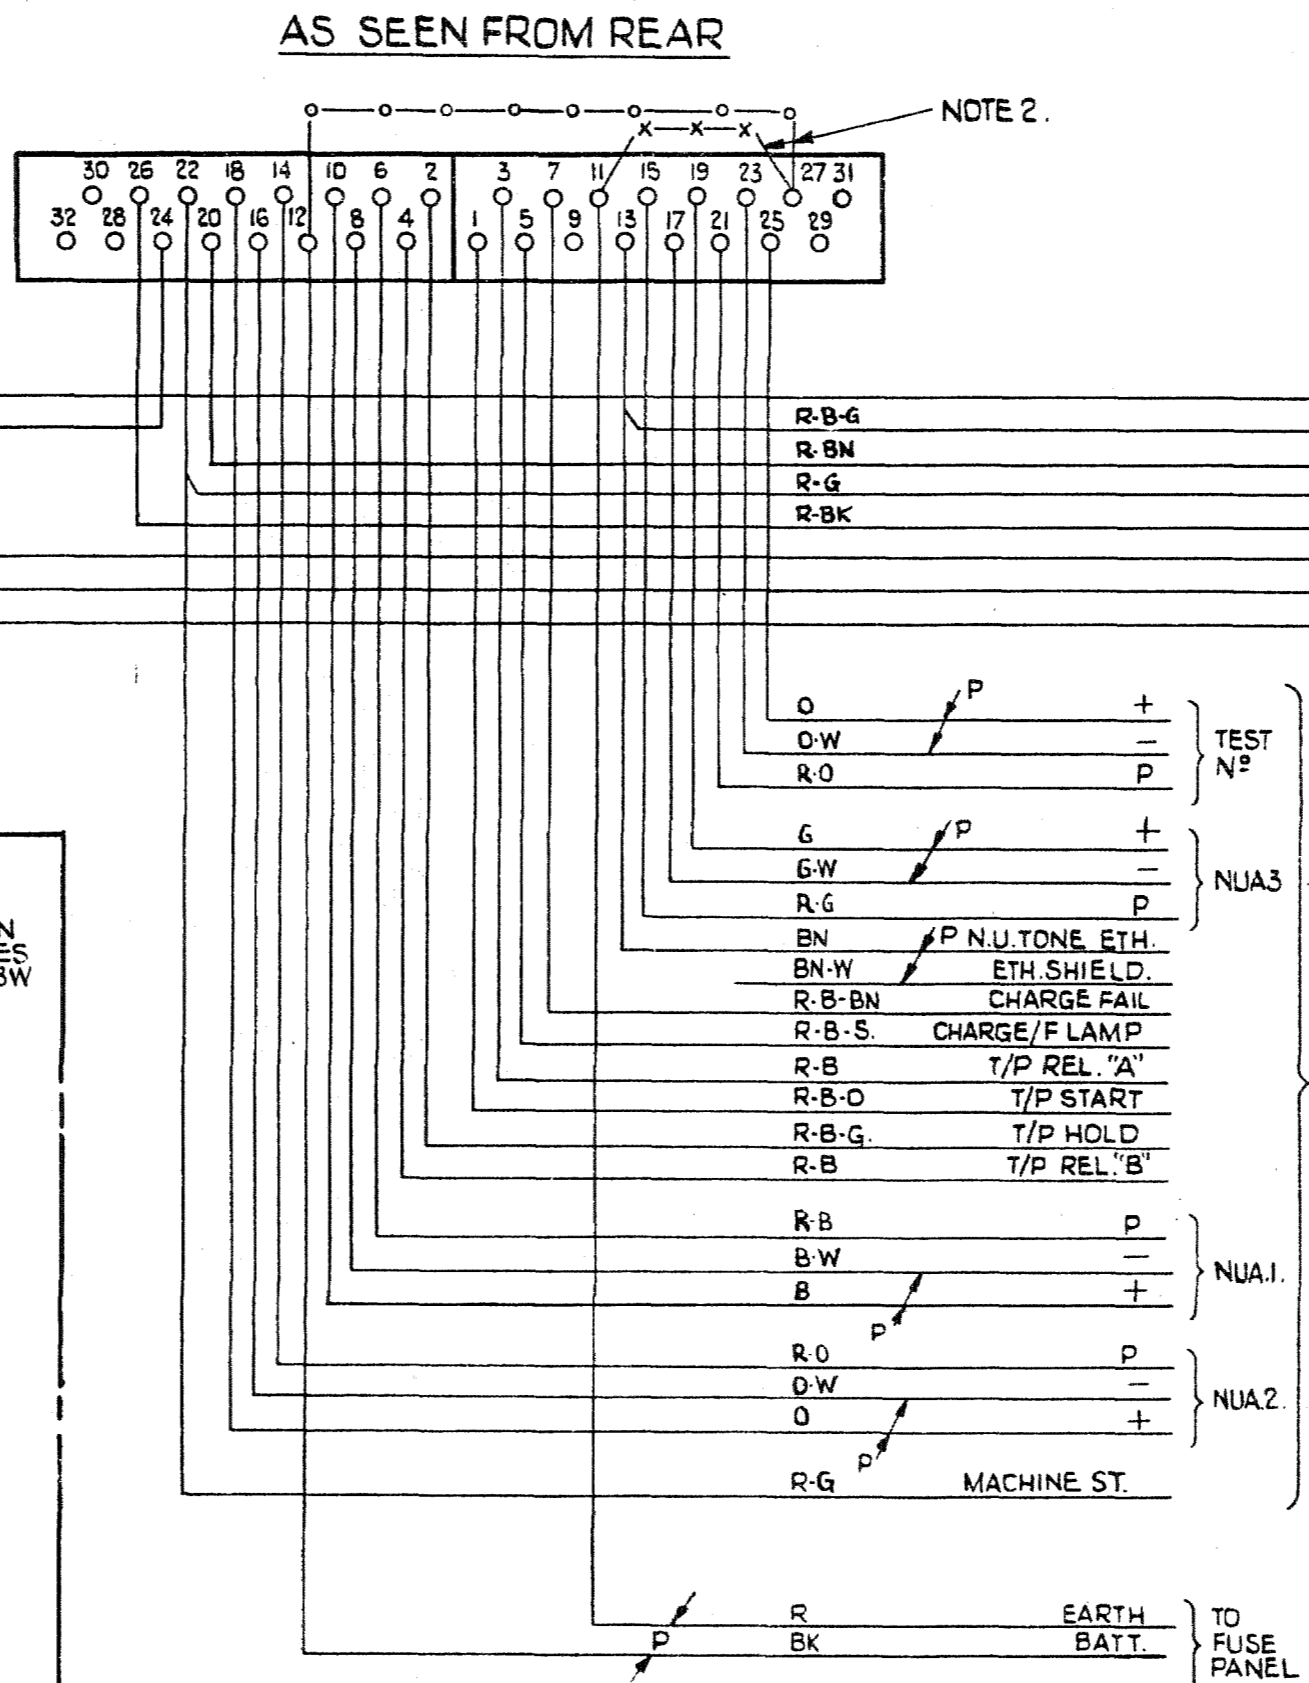 AS SEEN FROM REAR
NOTE 2.
30 26 22 18 14 10 6 2 3 7 11 15 19 23 27 31
32 28 24 20 16 12 8 4 1 5 9 13 17 21 25 29
R-B-G
R-BN
R-G
R-BK
P
O +
O-W -
R-O P
TEST
Nº
P
G +
G-W -
R-G P
NUA3
BN P N.U.TONE ETH.
BN-W ETH.SHIELD.
R-B-BN CHARGE FAIL
R-B-S. CHARGE/F LAMP
R-B T/P REL."A"
R-B-O T/P START
R-B-G. T/P HOLD
R-B T/P REL."B"
R-B P
B-W -
B +
P
NUA.1.
R-O P
O-W -
O +
P
NUA.2.
R-G MACHINE ST.
R EARTH
P BK BATT.
TO
FUSE
PANEL
N
ES
BW